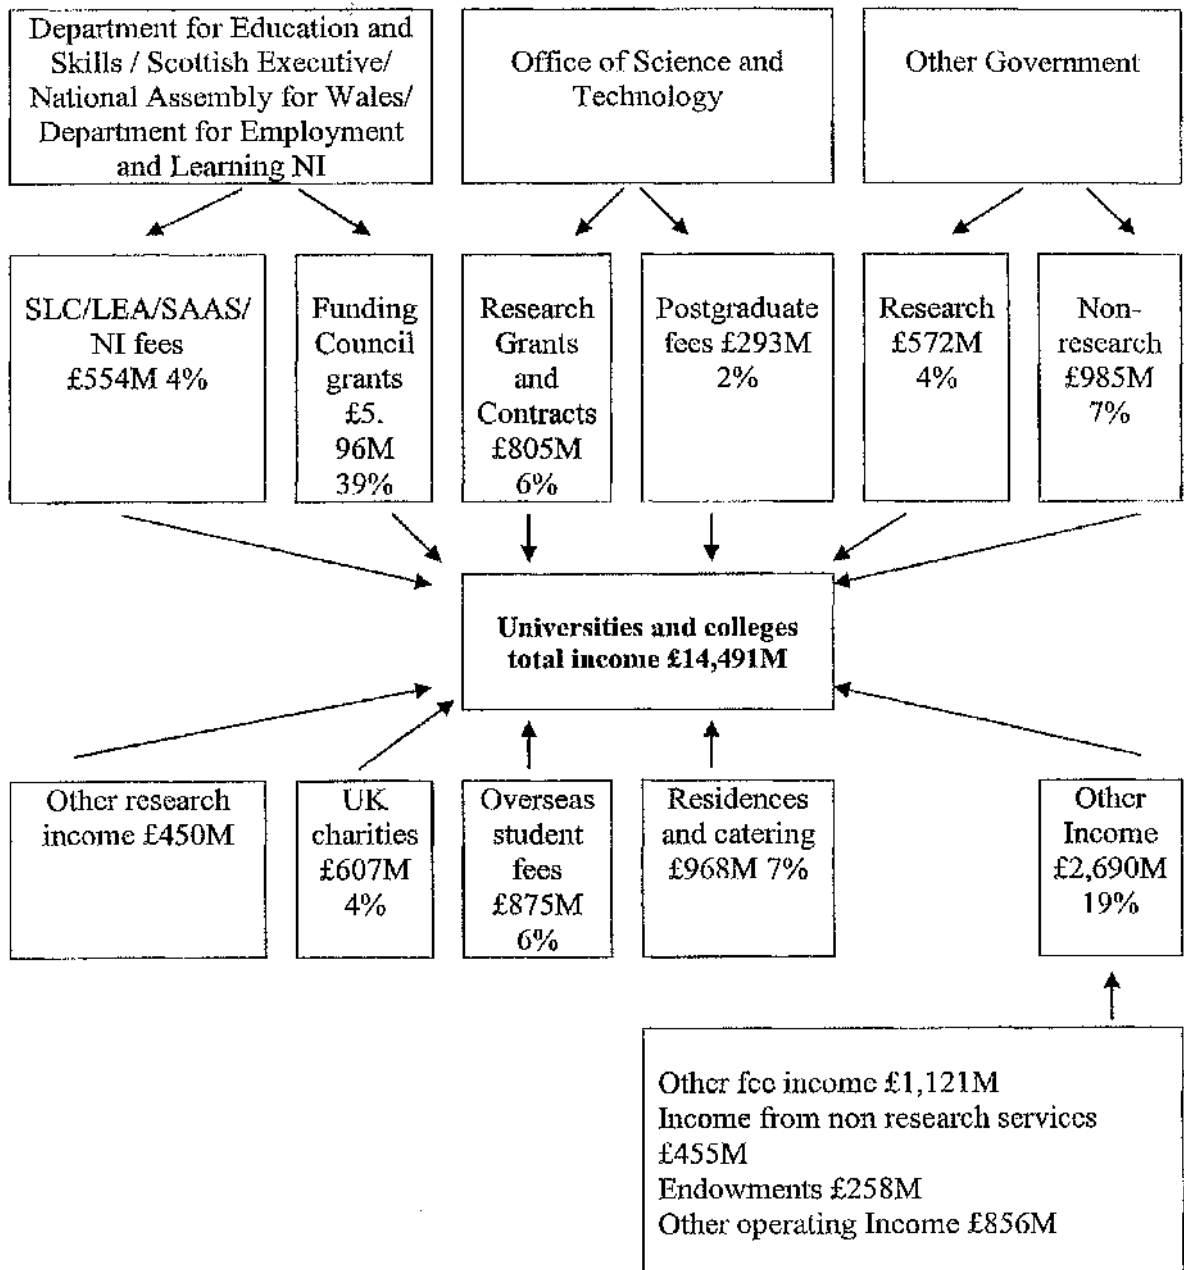 Department for Education and
Skills / Scottish Executive/
National Assembly for Wales/
Department for Employment
and Learning NI
Office of Science and
Technology
Other Government
SLC/LEA/SAAS/
NI fees
£554M 4%
Funding
Council
grants
£5.
96M
39%
Research
Grants
and
Contracts
£805M
6%
Postgraduate
fees £293M
2%
Research
£572M
4%
Non-
research
£985M
7%
Universities and colleges
total income £14,491M
Other research
income £450M
UK
charities
£607M
4%
Overseas
student
fees
£875M
6%
Residences
and catering
£968M 7%
Other
Income
£2,690M
19%
Other fee income £1,121M
Income from non research services
£455M
Endowments £258M
Other operating Income £856M